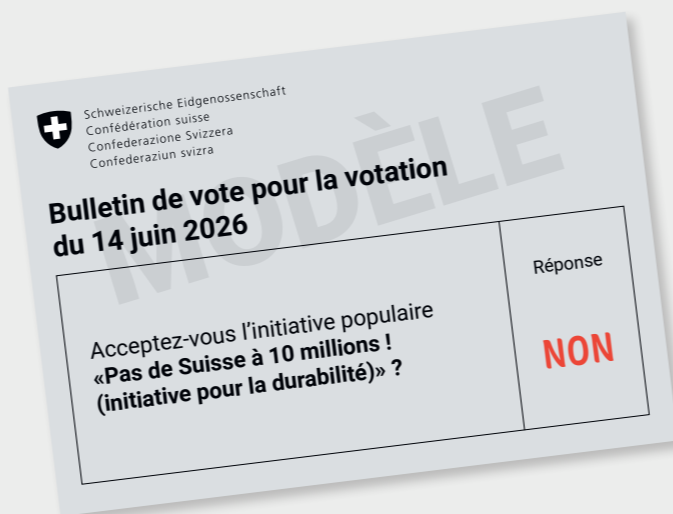 Schweizerische Eidgenossenschaft
Confédération suisse
Confederazione Svizzera
Confederaziun svizra
MODÈLE
Bulletin de vote pour la votation
du 14 juin 2026
Acceptez-vous l’initiative populaire
«Pas de Suisse à 10 millions !
(initiative pour la durabilité)» ?
Réponse
NON